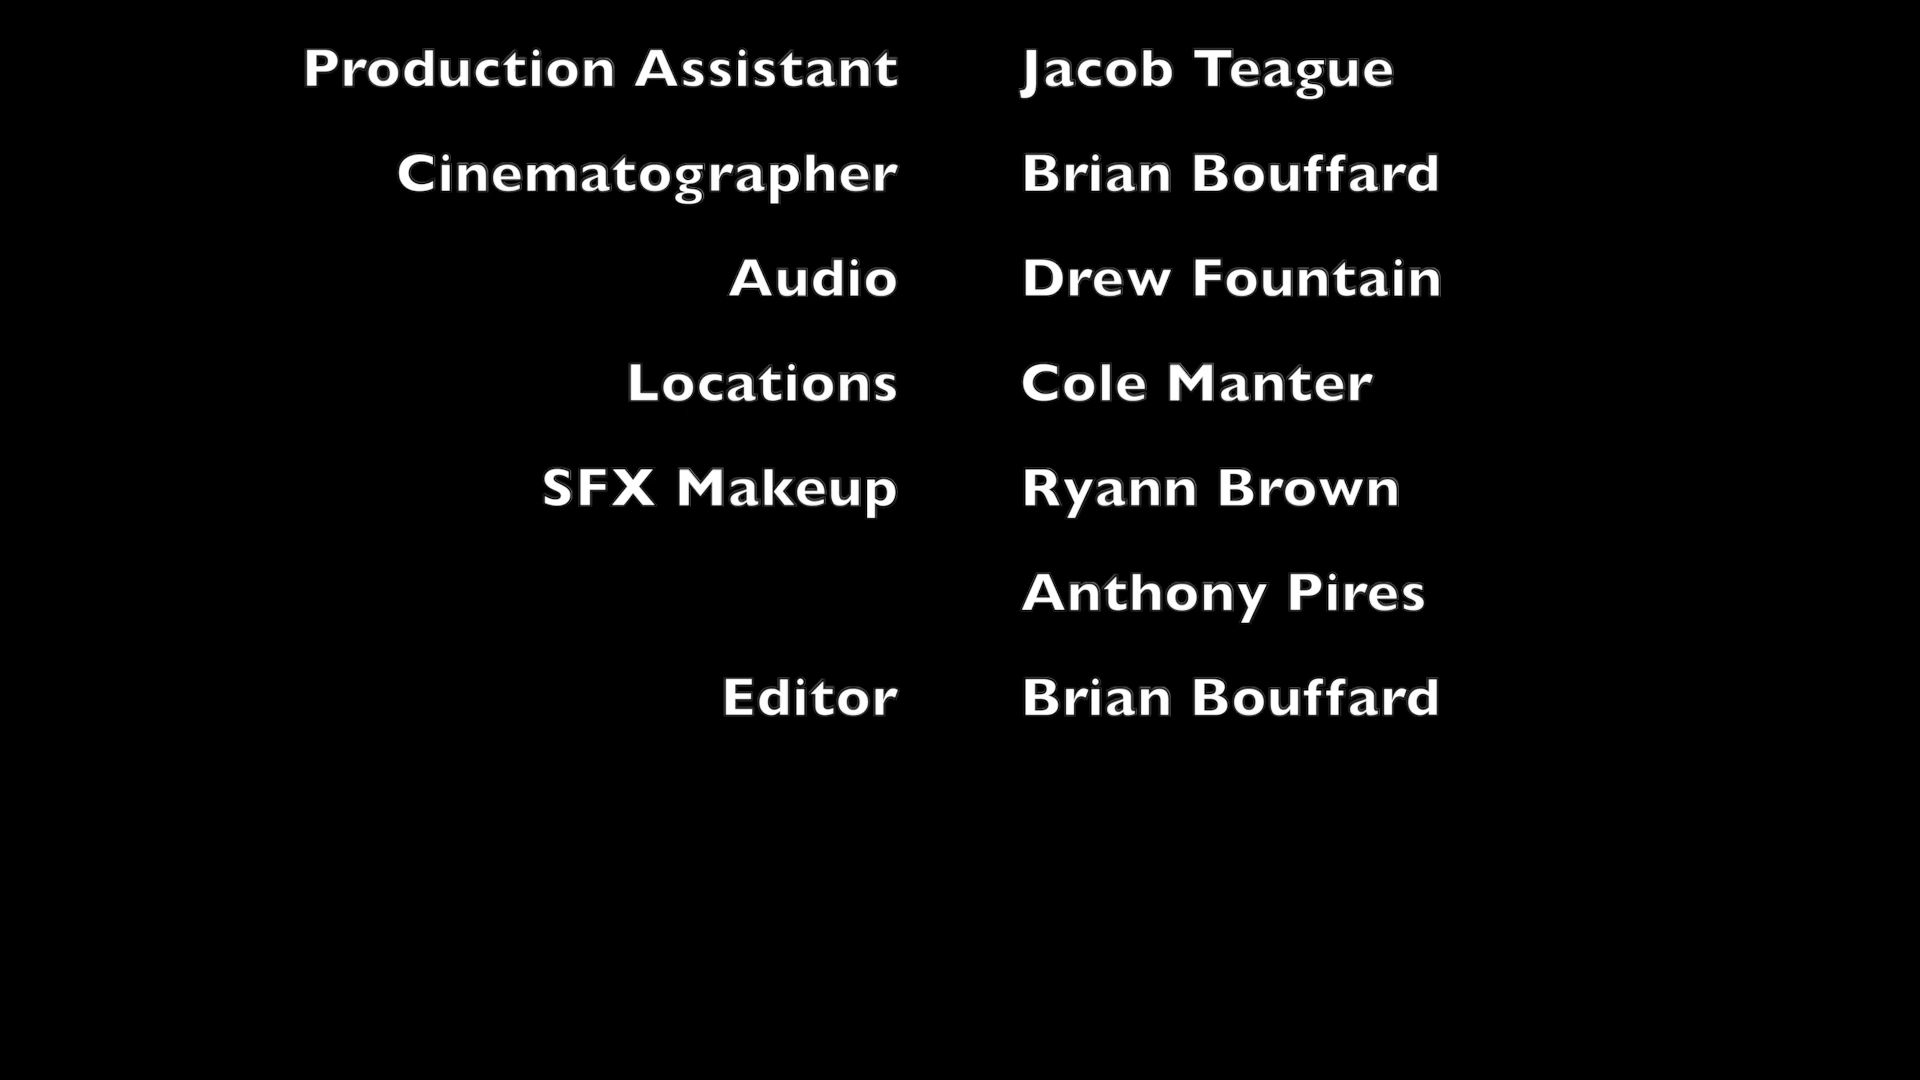 Production Assistant Jacob Teague
Cinematographer Brian Bouffard
Audio Drew Fountain
Locations Cole Manter
SFX Makeup Ryann Brown
Anthony Pires
Editor Brian Bouffard